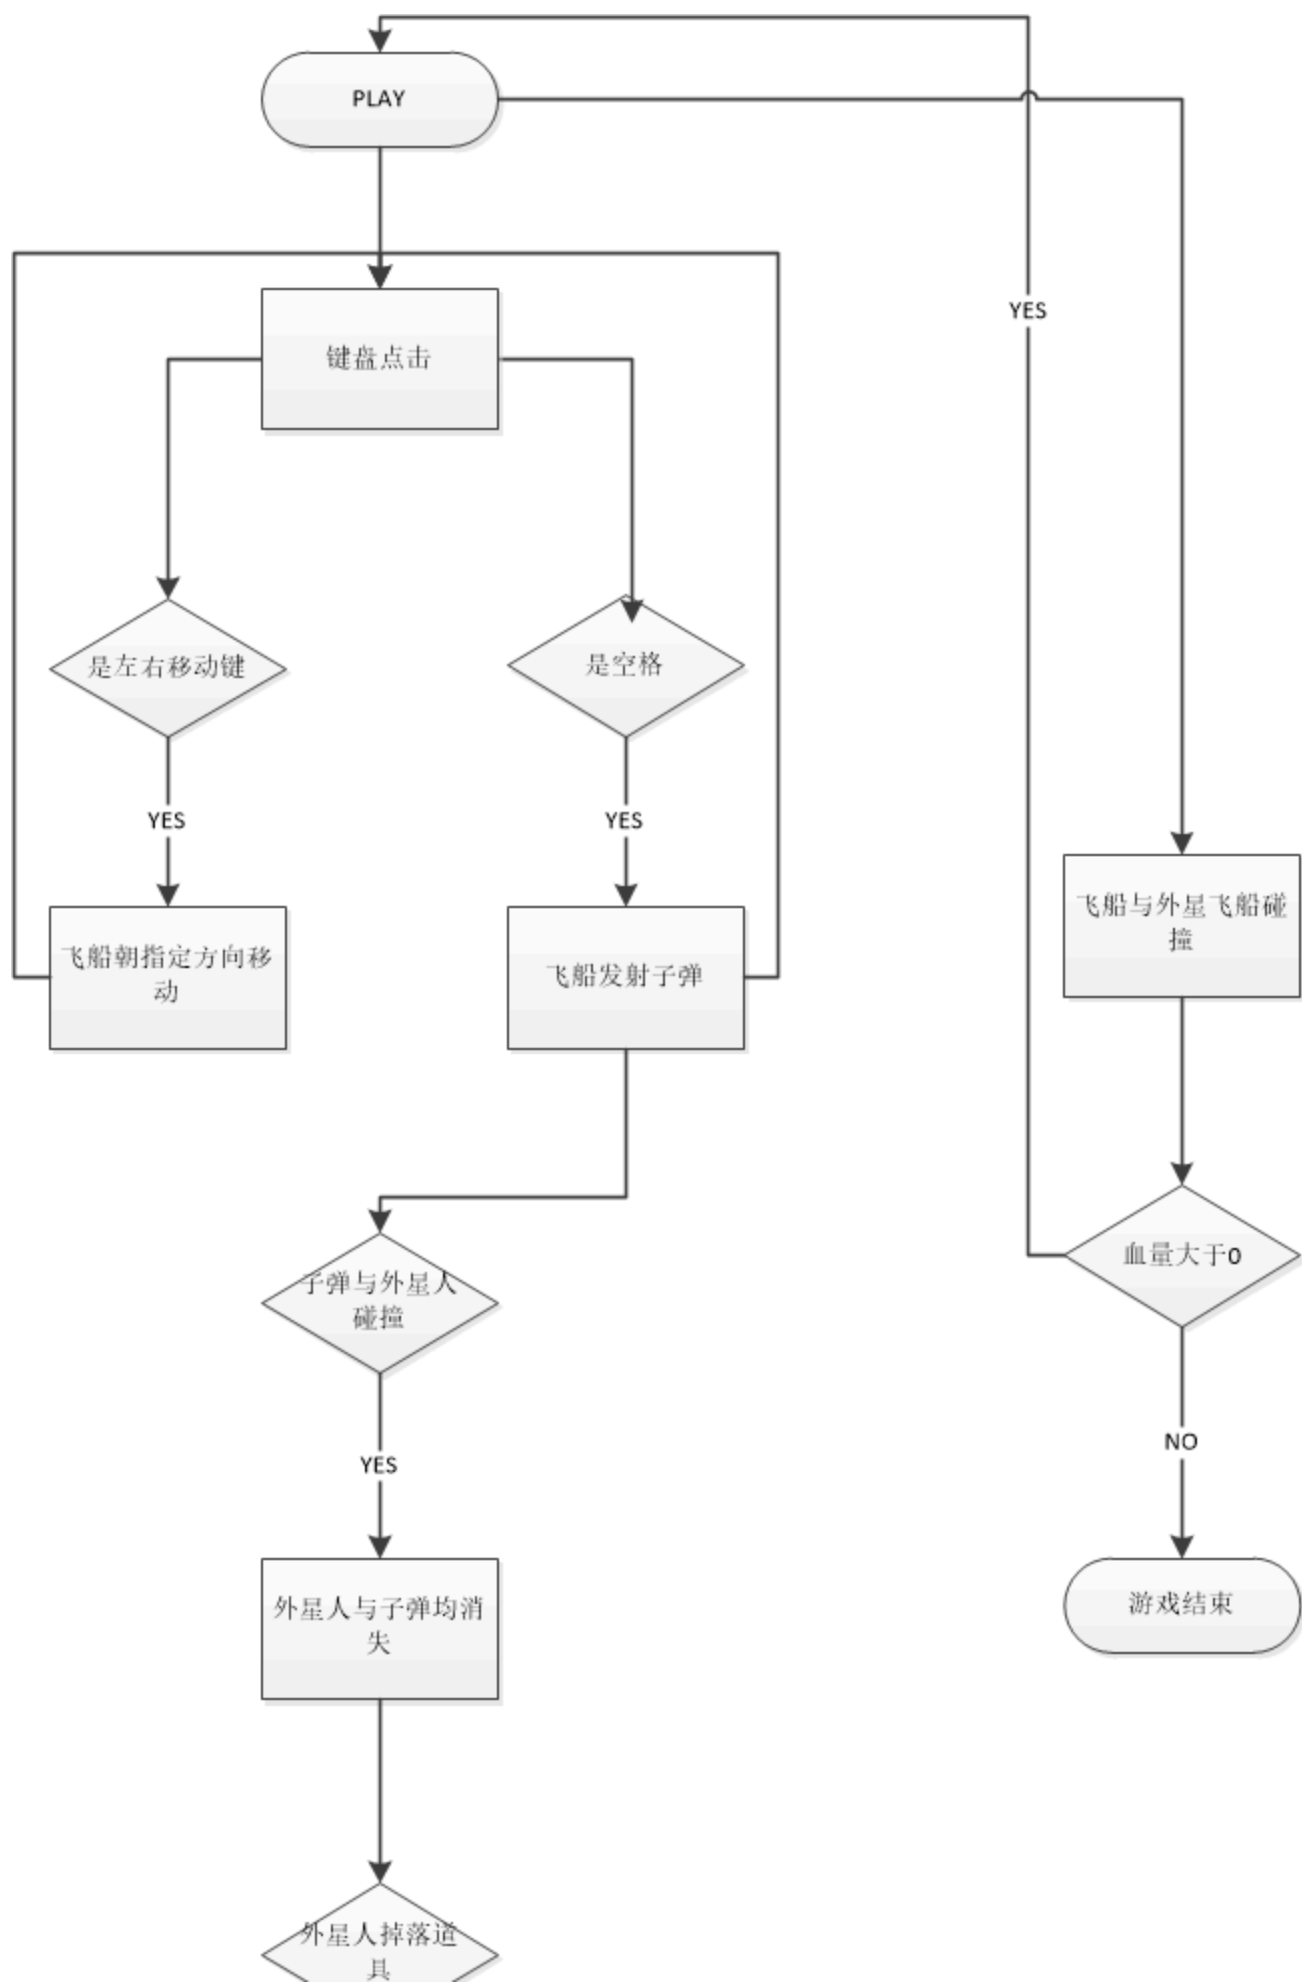 PLAY
YES
键盘点击
是左右移动键
是空格
YES
YES
飞船与外星飞船碰
撞
飞船朝指定方向移
动
飞船发射子弹
子弹与外星人
碰撞
血量大于0
YES
NO
外星人与子弹均消
失
游戏结束
外星人掉落道
具